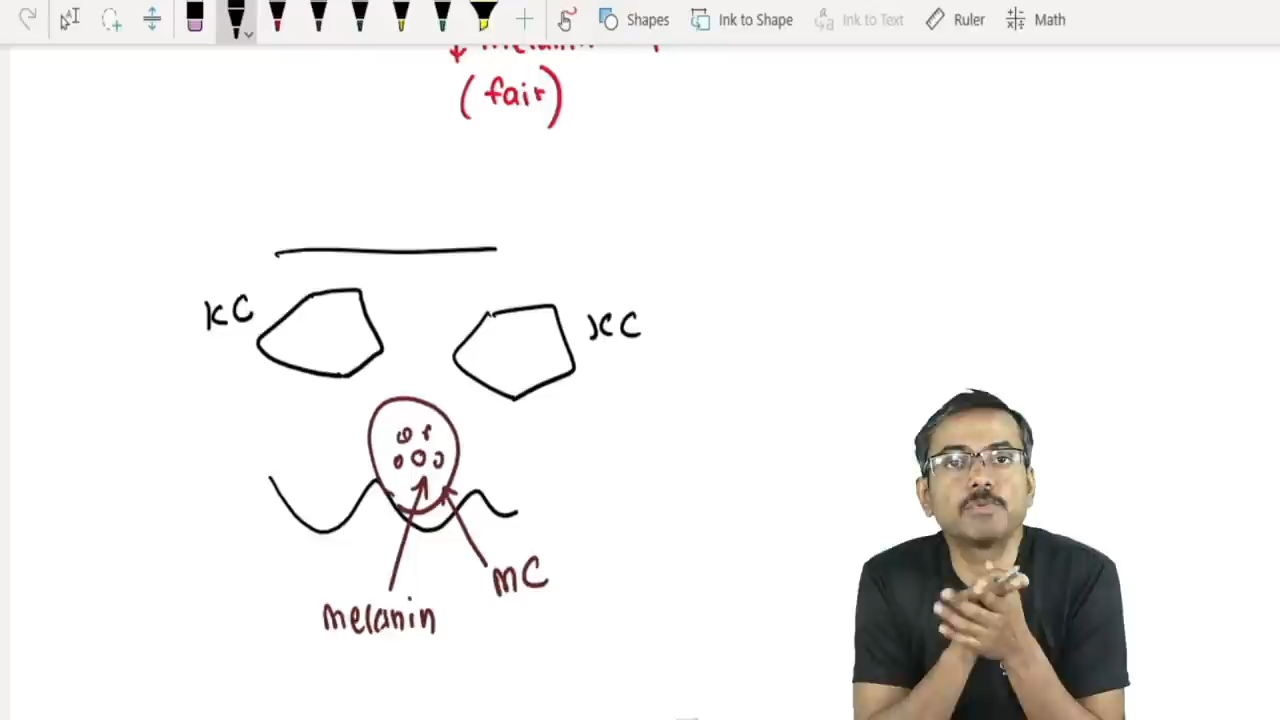 Shapes
Ink to Shape
Ink to Text
Ruler
Math
(fair)
KC
KC
MC
melanin